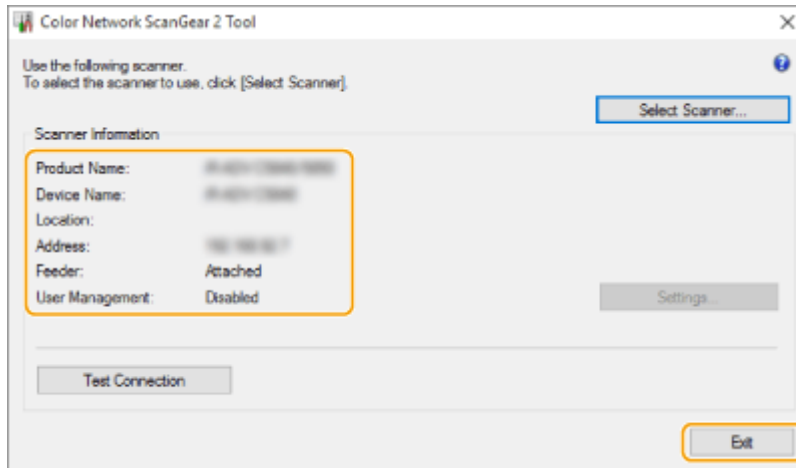 Color Network ScanGear 2 Tool
Use the following scanner.
To select the scanner to use, click [Select Scanner].
Select Scanner...
Scanner Information
Product Name:
Device Name:
Location:
Address:
Feeder: Attached
User Management: Disabled
Settings...
Test Connection
Exit